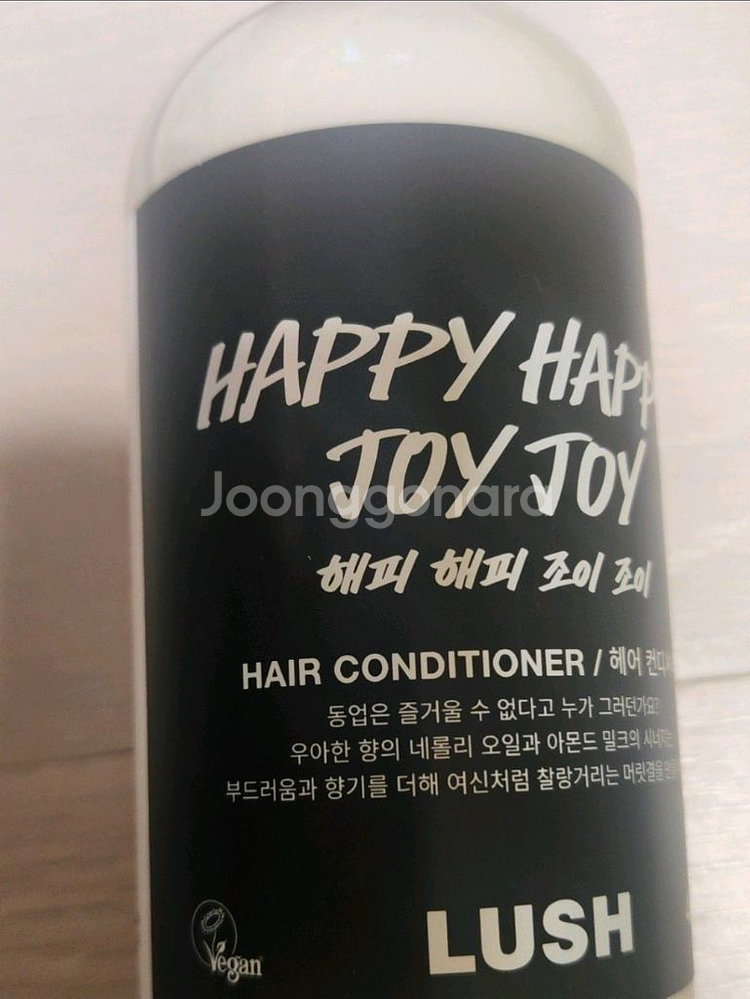 HAPPY HAPP
JOY JOY
Joonggonara
해피 해피 조이 조이
HAIR CONDITIONER / 헤어
동업은 즐거울 수 없다고 누가 그러던가요?
우아한 향의 네롤리 오일과 아몬드 밀크의
부드러움과 향기를 더해 여신처럼 찰랑거리는 머릿결을
Vegan
LUSH